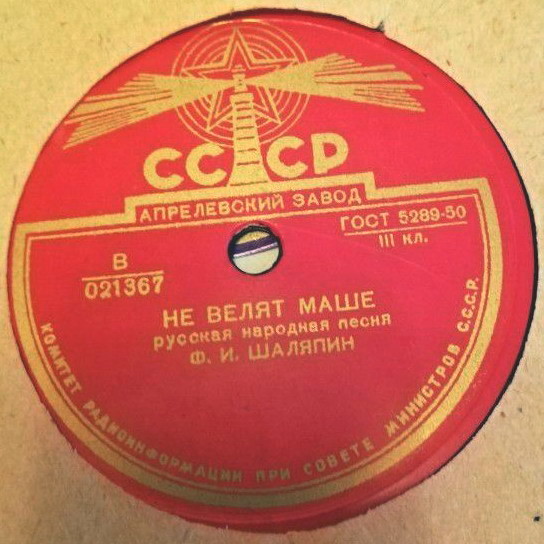 СССР
АПРЕЛЕВСКИЙ ЗАВОД
ГОСТ 5289-50
III кл.
В
021367
НЕ ВЕЛЯТ МАШЕ
русская народная песня
Ф. И. ШАЛЯПИН
КОМИТЕТ РАДИОИНФОРМАЦИИ ПРИ СОВЕТЕ МИНИСТРОВ С.С.С.Р.